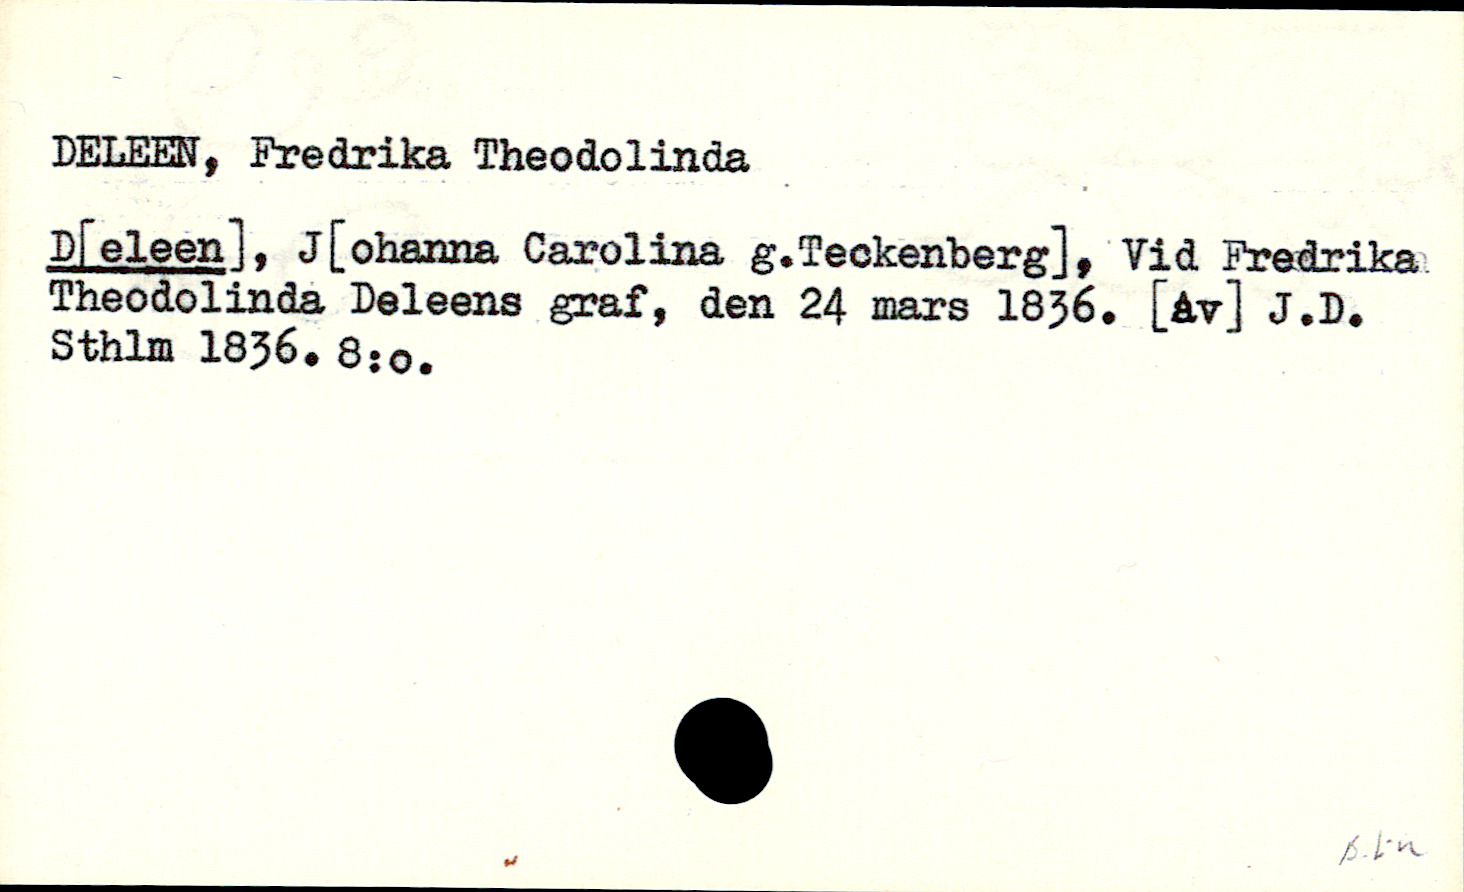 DELEEN, Fredrika Theodolinda
D[eleen], J[ohanna Carolina g.Teckenberg], Vid Fredrika
Theodolinda Deleens graf, den 24 mars 1836. [Av] J.D.
Sthlm 1836. 8:o.